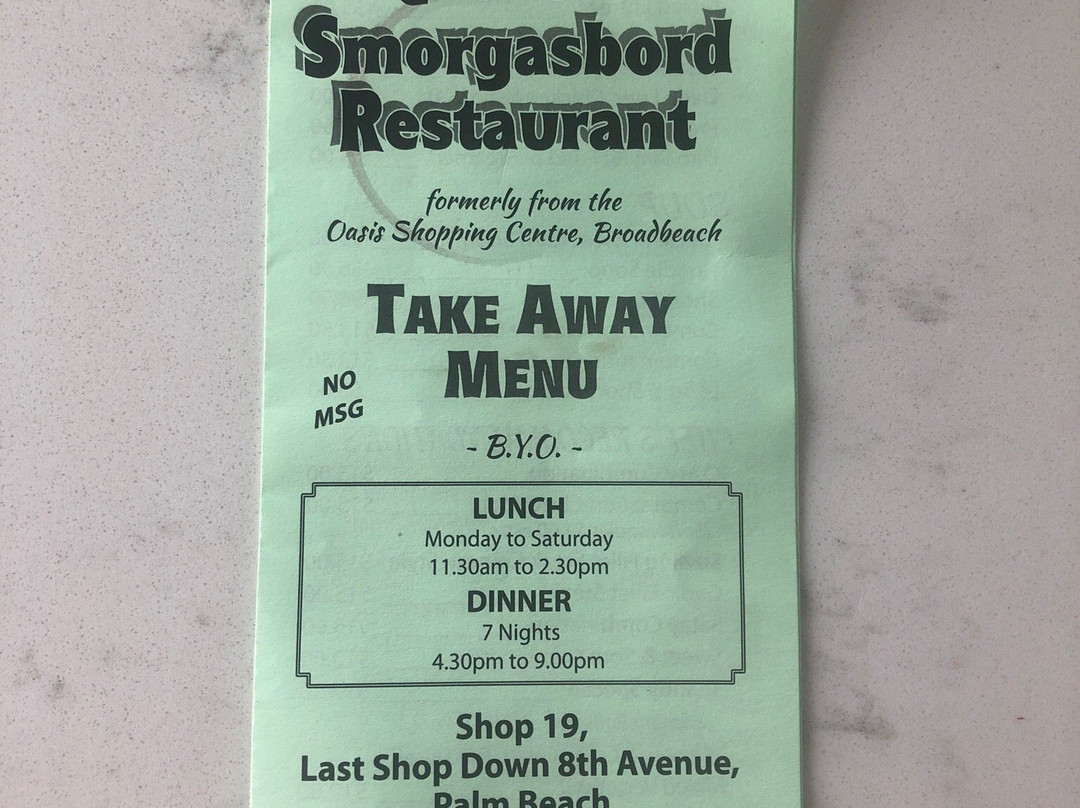 Smorgasbord
Restaurant
formerly from the
Oasis Shopping Centre, Broadbeach
TAKE AWAY
MENU
NO
MSG
- B.Y.O. -
LUNCH
Monday to Saturday
11.30am to 2.30pm
DINNER
7 Nights
4.30pm to 9.00pm
Shop 19,
Last Shop Down 8th Avenue,
Palm Beach